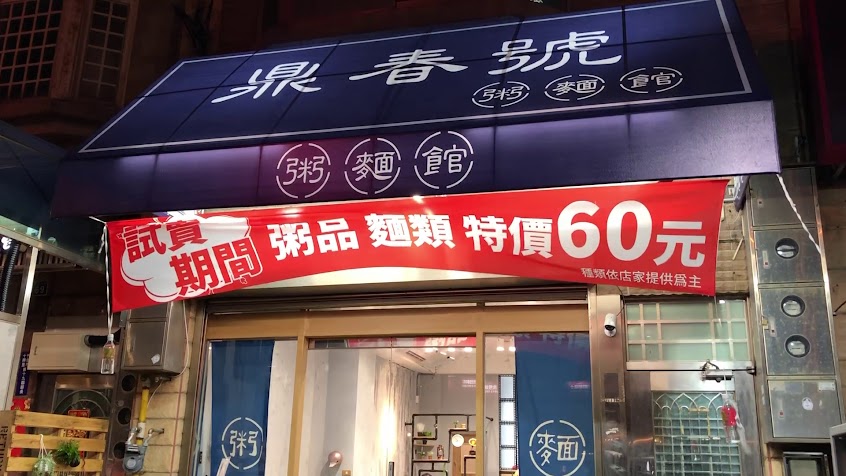 鼎春號
粥麵館
粥麵館
試賣期間
粥品 麵類 特價60元
種類依店家提供為主
粥
麵